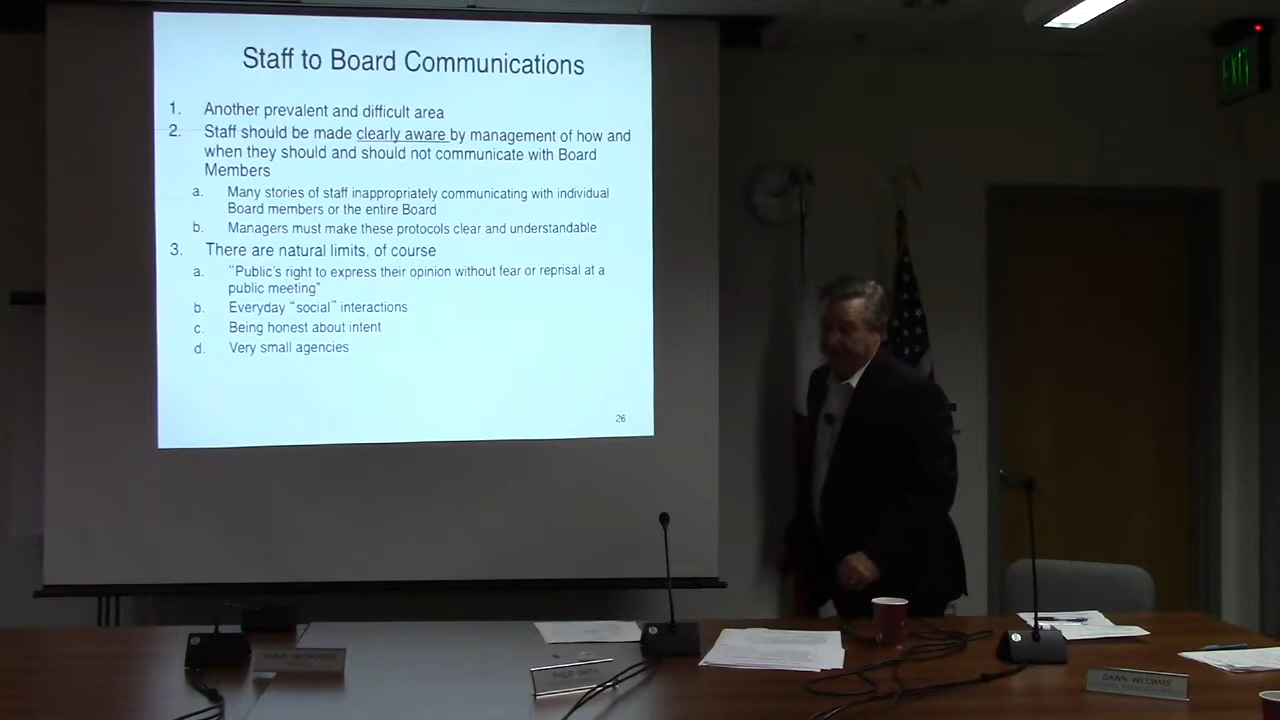 Staff to Board Communications
1. Another prevalent and difficult area
2. Staff should be made clearly aware by management of how and
when they should and should not communicate with Board
Members
a. Many stories of staff inappropriately communicating with individual
Board members or the entire Board
b. Managers must make these protocols clear and understandable
3. There are natural limits, of course
a. “Public's right to express their opinion without fear or reprisal at a
public meeting”
b. Everyday “social” interactions
c. Being honest about intent
d. Very small agencies
26
EXIT
PHILIP SMITH
DAWN WILLIAMS